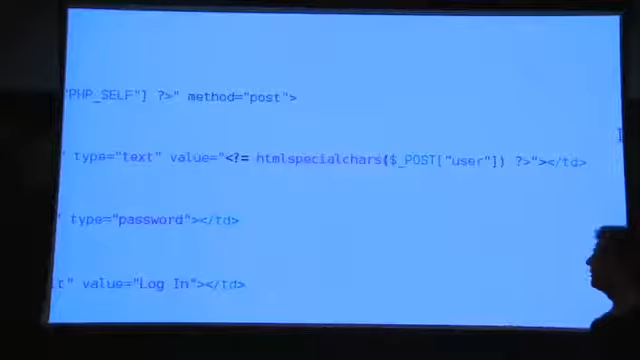 "PHP_SELF"] ?>" method="post">
" type="text" value="<?= htmlspecialchars($_POST["user"]) ?>"></td>
" type="password"></td>
t" value="Log In"></td>